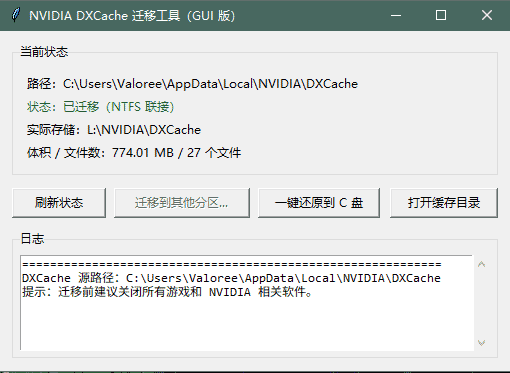 NVIDIA DXCache 迁移工具（GUI 版）
当前状态
路径：C:\Users\Valoree\AppData\Local\NVIDIA\DXCache
状态：已迁移（NTFS 联接）
实际存储：L:\NVIDIA\DXCache
体积 / 文件数：774.01 MB / 27 个文件
刷新状态 迁移到其他分区... 一键还原到 C 盘 打开缓存目录
日志
============================================================
DXCache 源路径：C:\Users\Valoree\AppData\Local\NVIDIA\DXCache
提示：迁移前建议关闭所有游戏和 NVIDIA 相关软件。